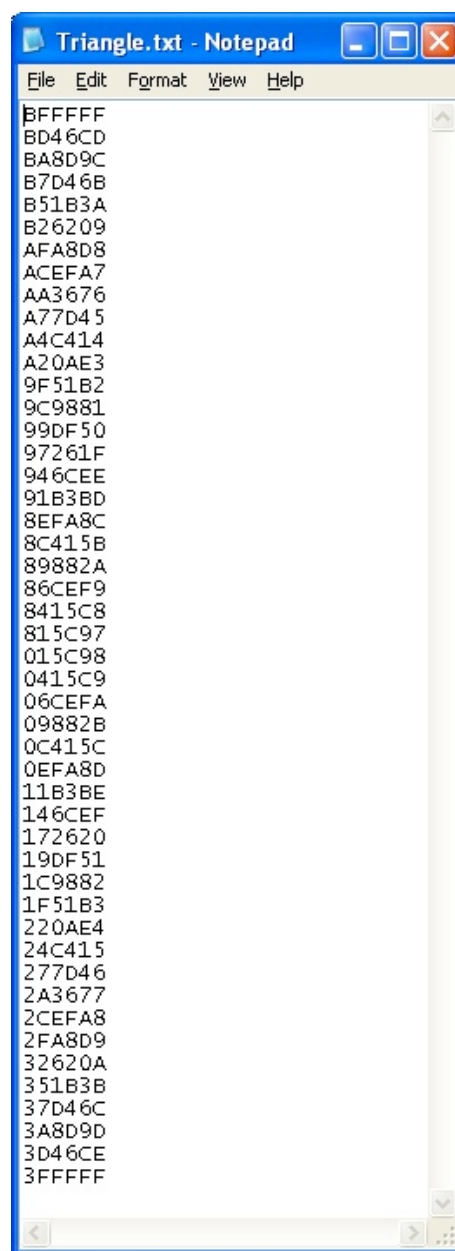 Triangle.txt - Notepad
File Edit Format View Help
BFFFFF
BD46CD
BA8D9C
B7D46B
B51B3A
B26209
AFA8D8
ACEFA7
AA3676
A77D45
A4C414
A20AE3
9F51B2
9C9881
99DF50
97261F
946CEE
91B3BD
8EFA8C
8C415B
89882A
86CEF9
8415C8
815C97
015C98
0415C9
06CEFA
09882B
0C415C
0EFA8D
11B3BE
146CEF
172620
19DF51
1C9882
1F51B3
220AE4
24C415
277D46
2A3677
2CEFA8
2FA8D9
32620A
351B3B
37D46C
3A8D9D
3D46CE
3FFFFF